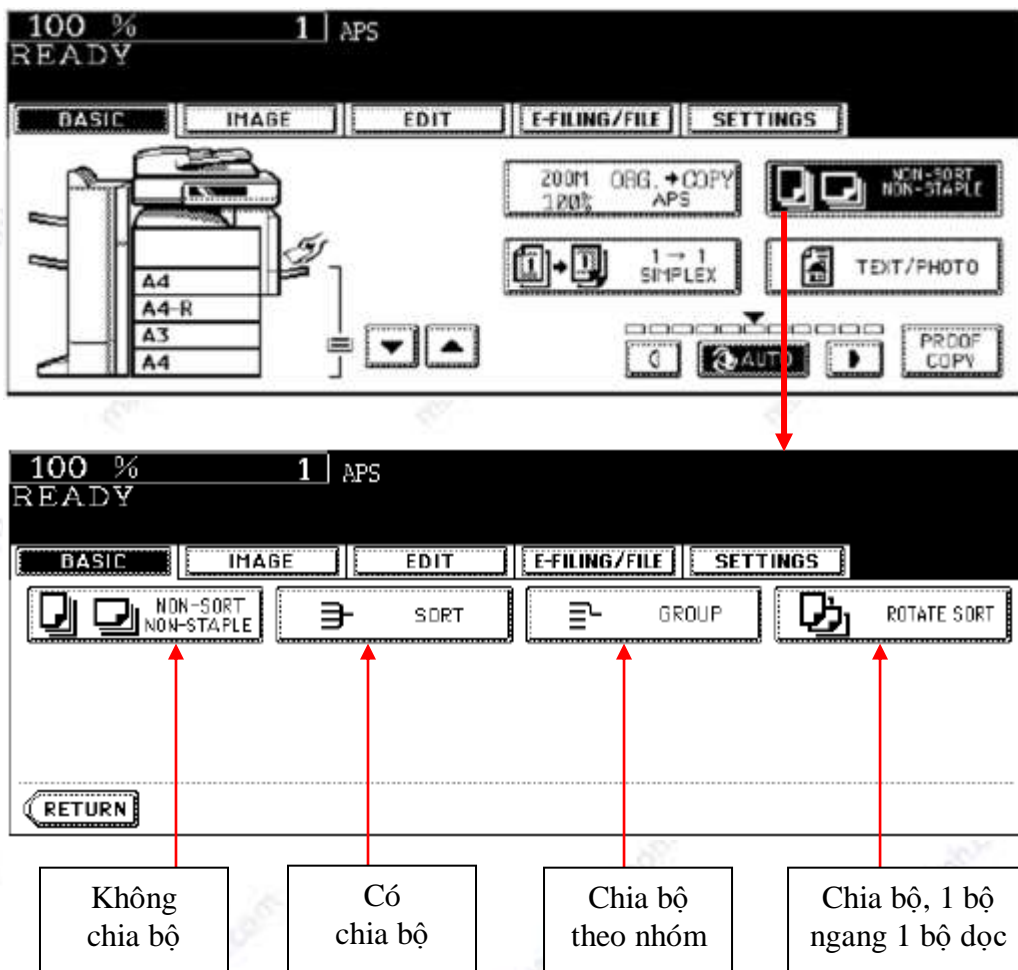 100 % 1 APS
READY
BASIC IMAGE EDIT E-FILING/FILE SETTINGS
ZOOM ORG.➔COPY
100% APS
NON-SORT
NON-STAPLE
1 → 1
SIMPLEX
TEXT/PHOTO
A4
A4-R
A3
A4
AUTO
PROOF
COPY
100 % 1 APS
READY
BASIC IMAGE EDIT E-FILING/FILE SETTINGS
NON-SORT
NON-STAPLE
SORT
GROUP
ROTATE SORT
RETURN
Không
chia bộ
Có
chia bộ
Chia bộ
theo nhóm
Chia bộ, 1 bộ
ngang 1 bộ dọc